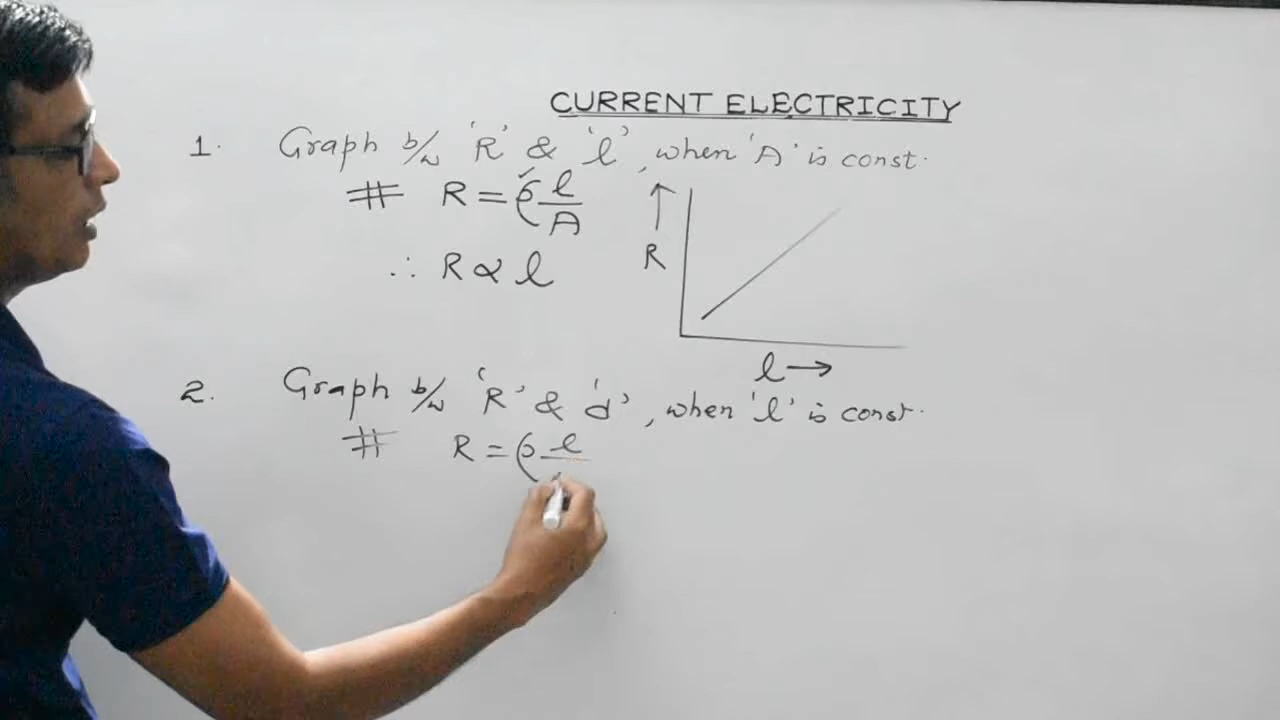 CURRENT ELECTRICITY
1. Graph b/w 'R' & 'l', when 'A' is const.
# R = ρ l/A
∴ R ∝ l
↑ R
l →
2. Graph b/w 'R' & 'd', when 'l' is const.
# R = ρ l